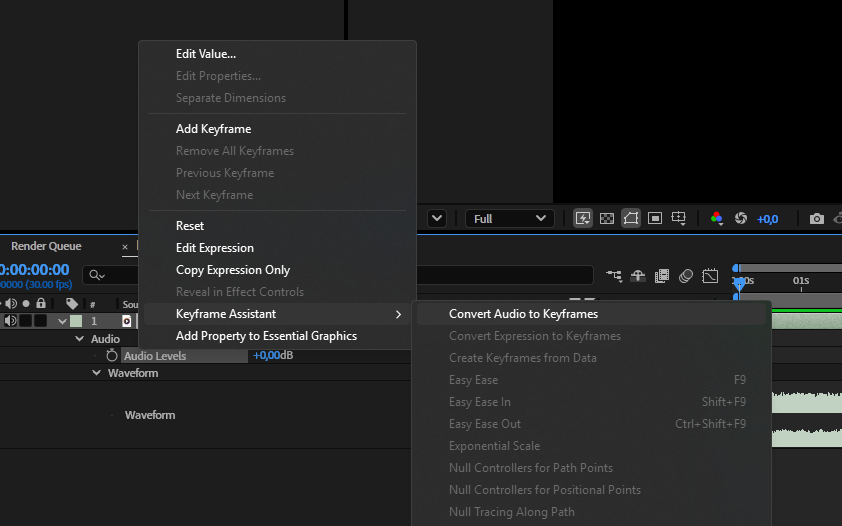 Edit Value...
Edit Properties...
Separate Dimensions
Add Keyframe
Remove All Keyframes
Previous Keyframe
Next Keyframe
Reset
Edit Expression
Copy Expression Only
Reveal in Effect Controls
Keyframe Assistant
Add Property to Essential Graphics
Full
+0,0
Render Queue
0:00:00:00
(30.00 fps)
#
Sou
1
Audio
Audio Levels
+0,00dB
Waveform
Waveform
:00s
01s
Convert Audio to Keyframes
Convert Expression to Keyframes
Create Keyframes from Data
Easy Ease F9
Easy Ease In Shift+F9
Easy Ease Out Ctrl+Shift+F9
Exponential Scale
Null Controllers for Path Points
Null Controllers for Positional Points
Null Tracing Along Path